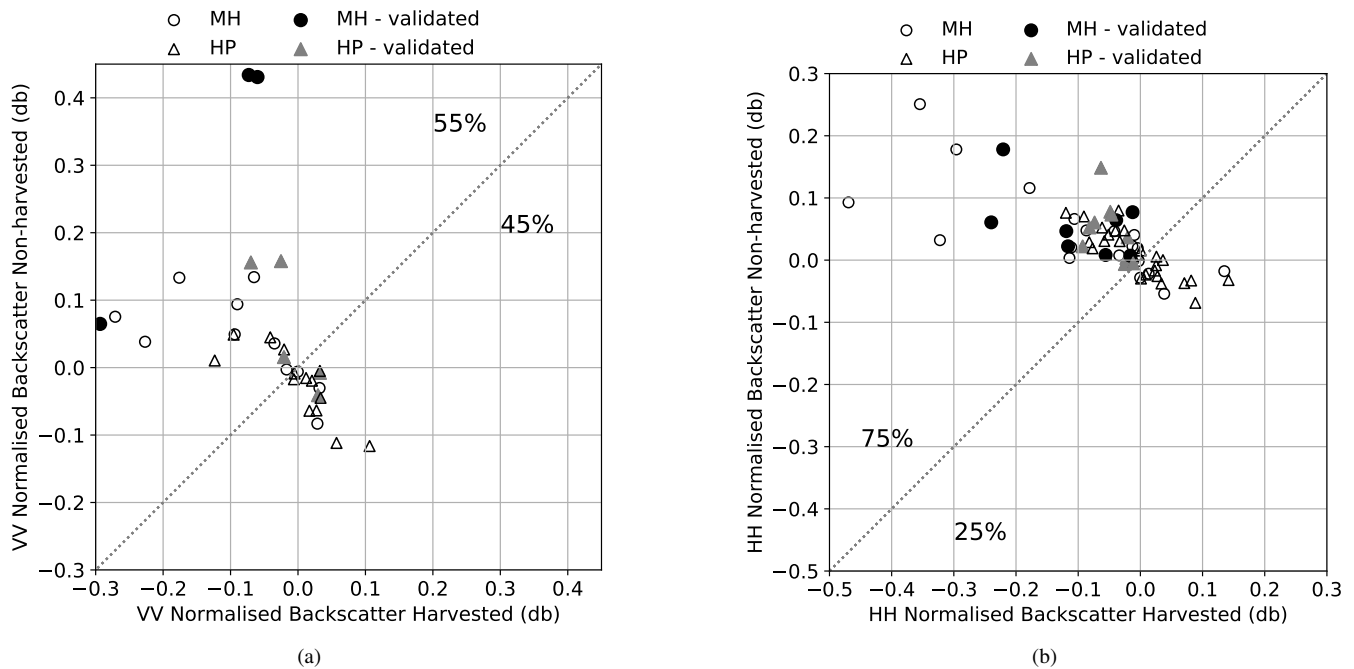 MH
MH - validated
HP
HP - validated
VV Normalised Backscatter Non-harvested (db)
0.4
0.3
0.2
0.1
0.0
−0.1
−0.2
−0.3
55%
45%
−0.3 −0.2 −0.1 0.0 0.1 0.2 0.3 0.4
VV Normalised Backscatter Harvested (db)
(a)
MH
MH - validated
HP
HP - validated
HH Normalised Backscatter Non-harvested (db)
0.3
0.2
0.1
0.0
−0.1
−0.2
−0.3
−0.4
−0.5
75%
25%
−0.5 −0.4 −0.3 −0.2 −0.1 0.0 0.1 0.2 0.3
HH Normalised Backscatter Harvested (db)
(b)